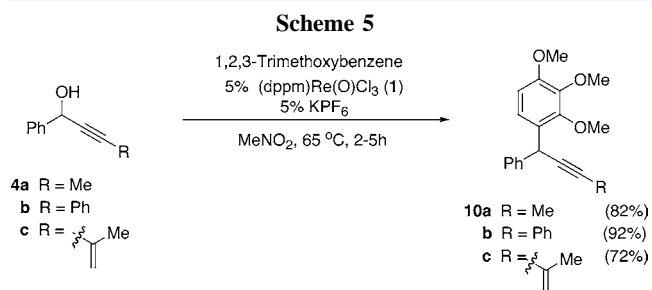 Scheme 5
1,2,3-Trimethoxybenzene
5% (dppm)Re(O)Cl3 (1)
5% KPF6
MeNO2, 65 °C, 2-5h
OH
Ph
R
4a R = Me
b R = Ph
c R =
Me
OMe
OMe
OMe
Ph
R
10a R = Me (82%)
b R = Ph (92%)
c R = Me (72%)